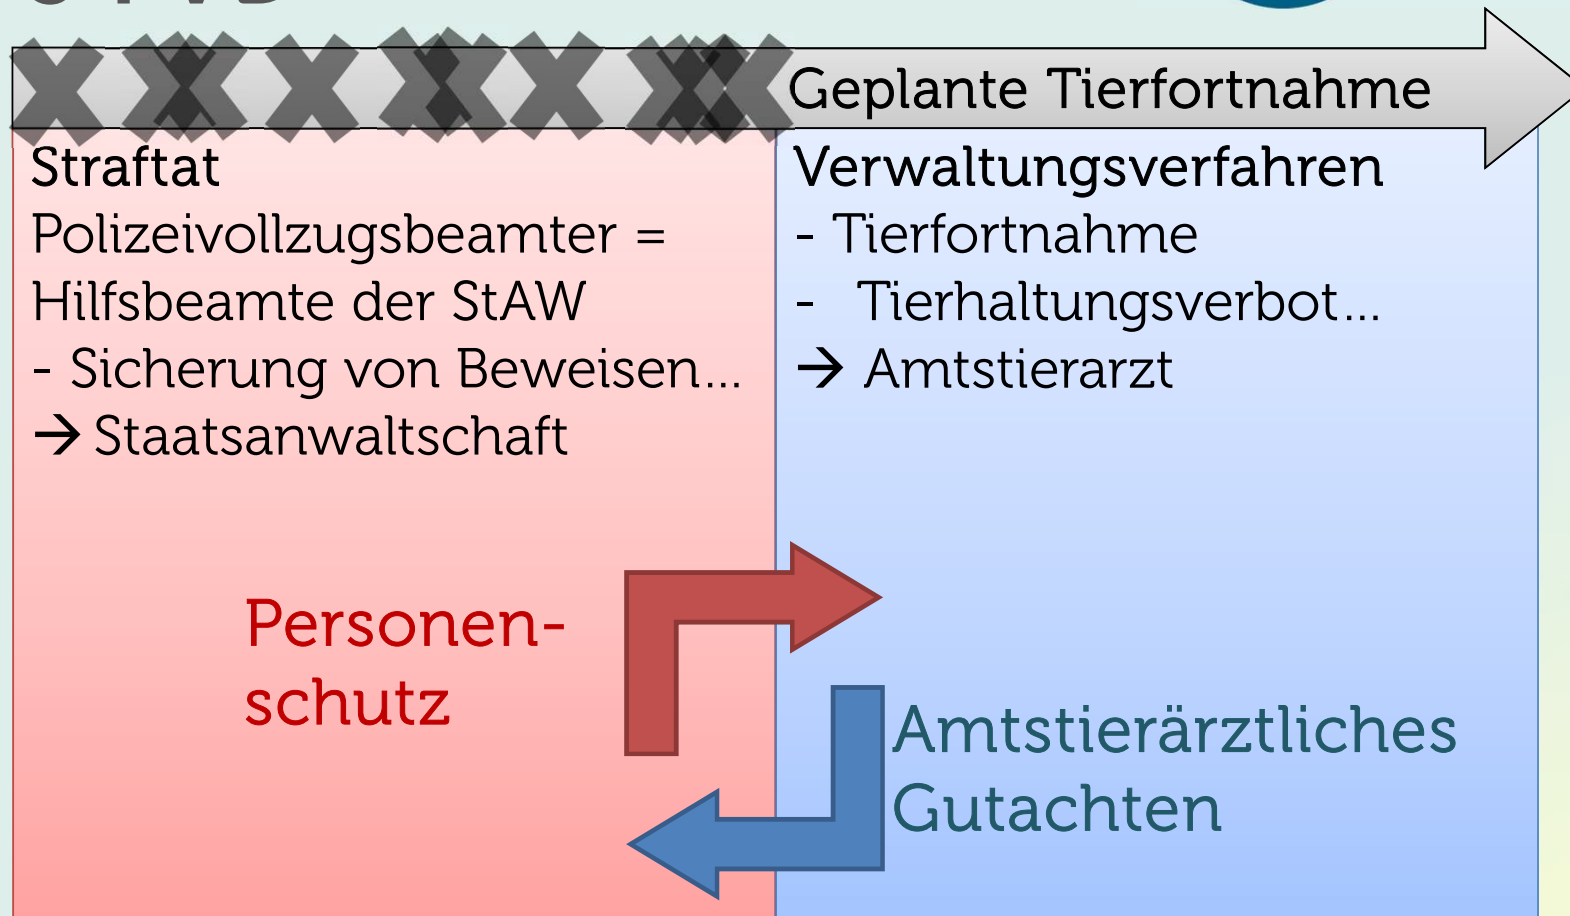 Geplante Tierfortnahme
Straftat
Polizeivollzugsbeamter =
Hilfsbeamte der StAW
- Sicherung von Beweisen...
→ Staatsanwaltschaft
Verwaltungsverfahren
- Tierfortnahme
- Tierhaltungsverbot...
→ Amtstierarzt
Personen-
schutz
Amtstierärztliches
Gutachten